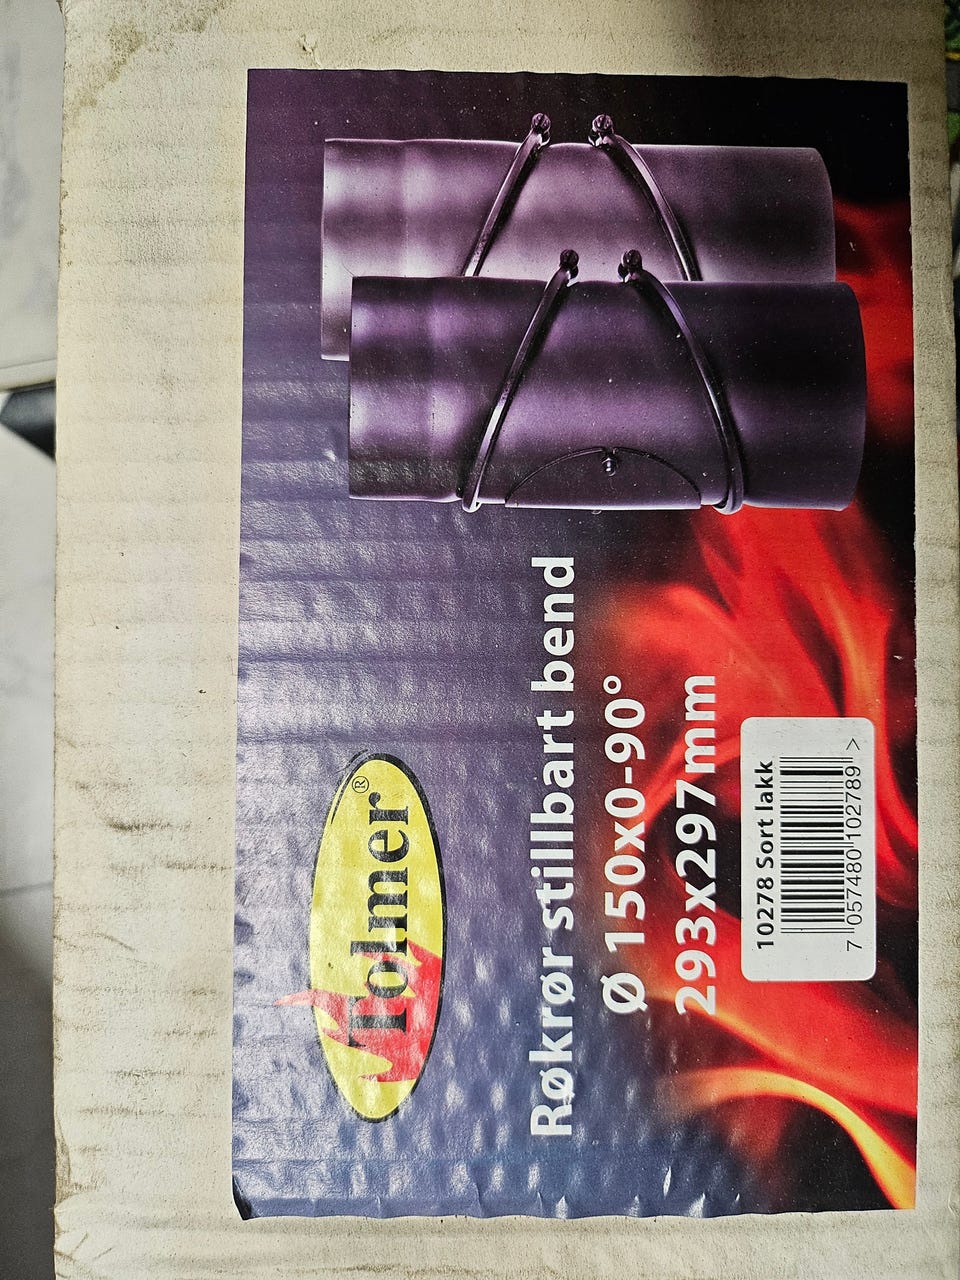 Tolmer®
Røkrør stillbart bend
Ø 150x0-90°
293x297mm
10278 Sort lakk
7 057480 102789 >